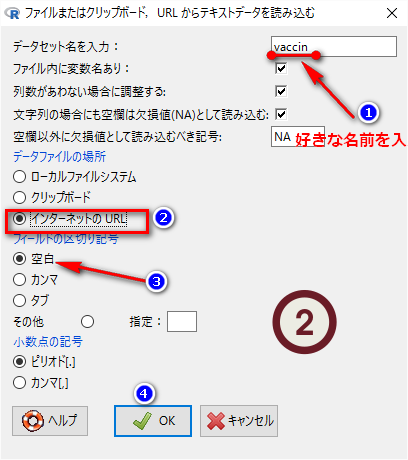 ファイルまたはクリップボード, URL からテキストデータを読み込む
データセット名を入力： vaccin
ファイル内に変数名あり：
① 
列数があわない場合に調整する:
文字列の場合にも空欄は欠損値(NA)として読み込む:
空欄以外に欠損値として読み込むべき記号: NA 好きな名前を入
データファイルの場所
ローカルファイルシステム
クリップボード
インターネットの URL ②
フィールドの区切り記号
空白
③
カンマ
タブ
その他 指定：
2
小数点の記号
ピリオド[.]
カンマ[,]
④
ヘルプ OK キャンセル